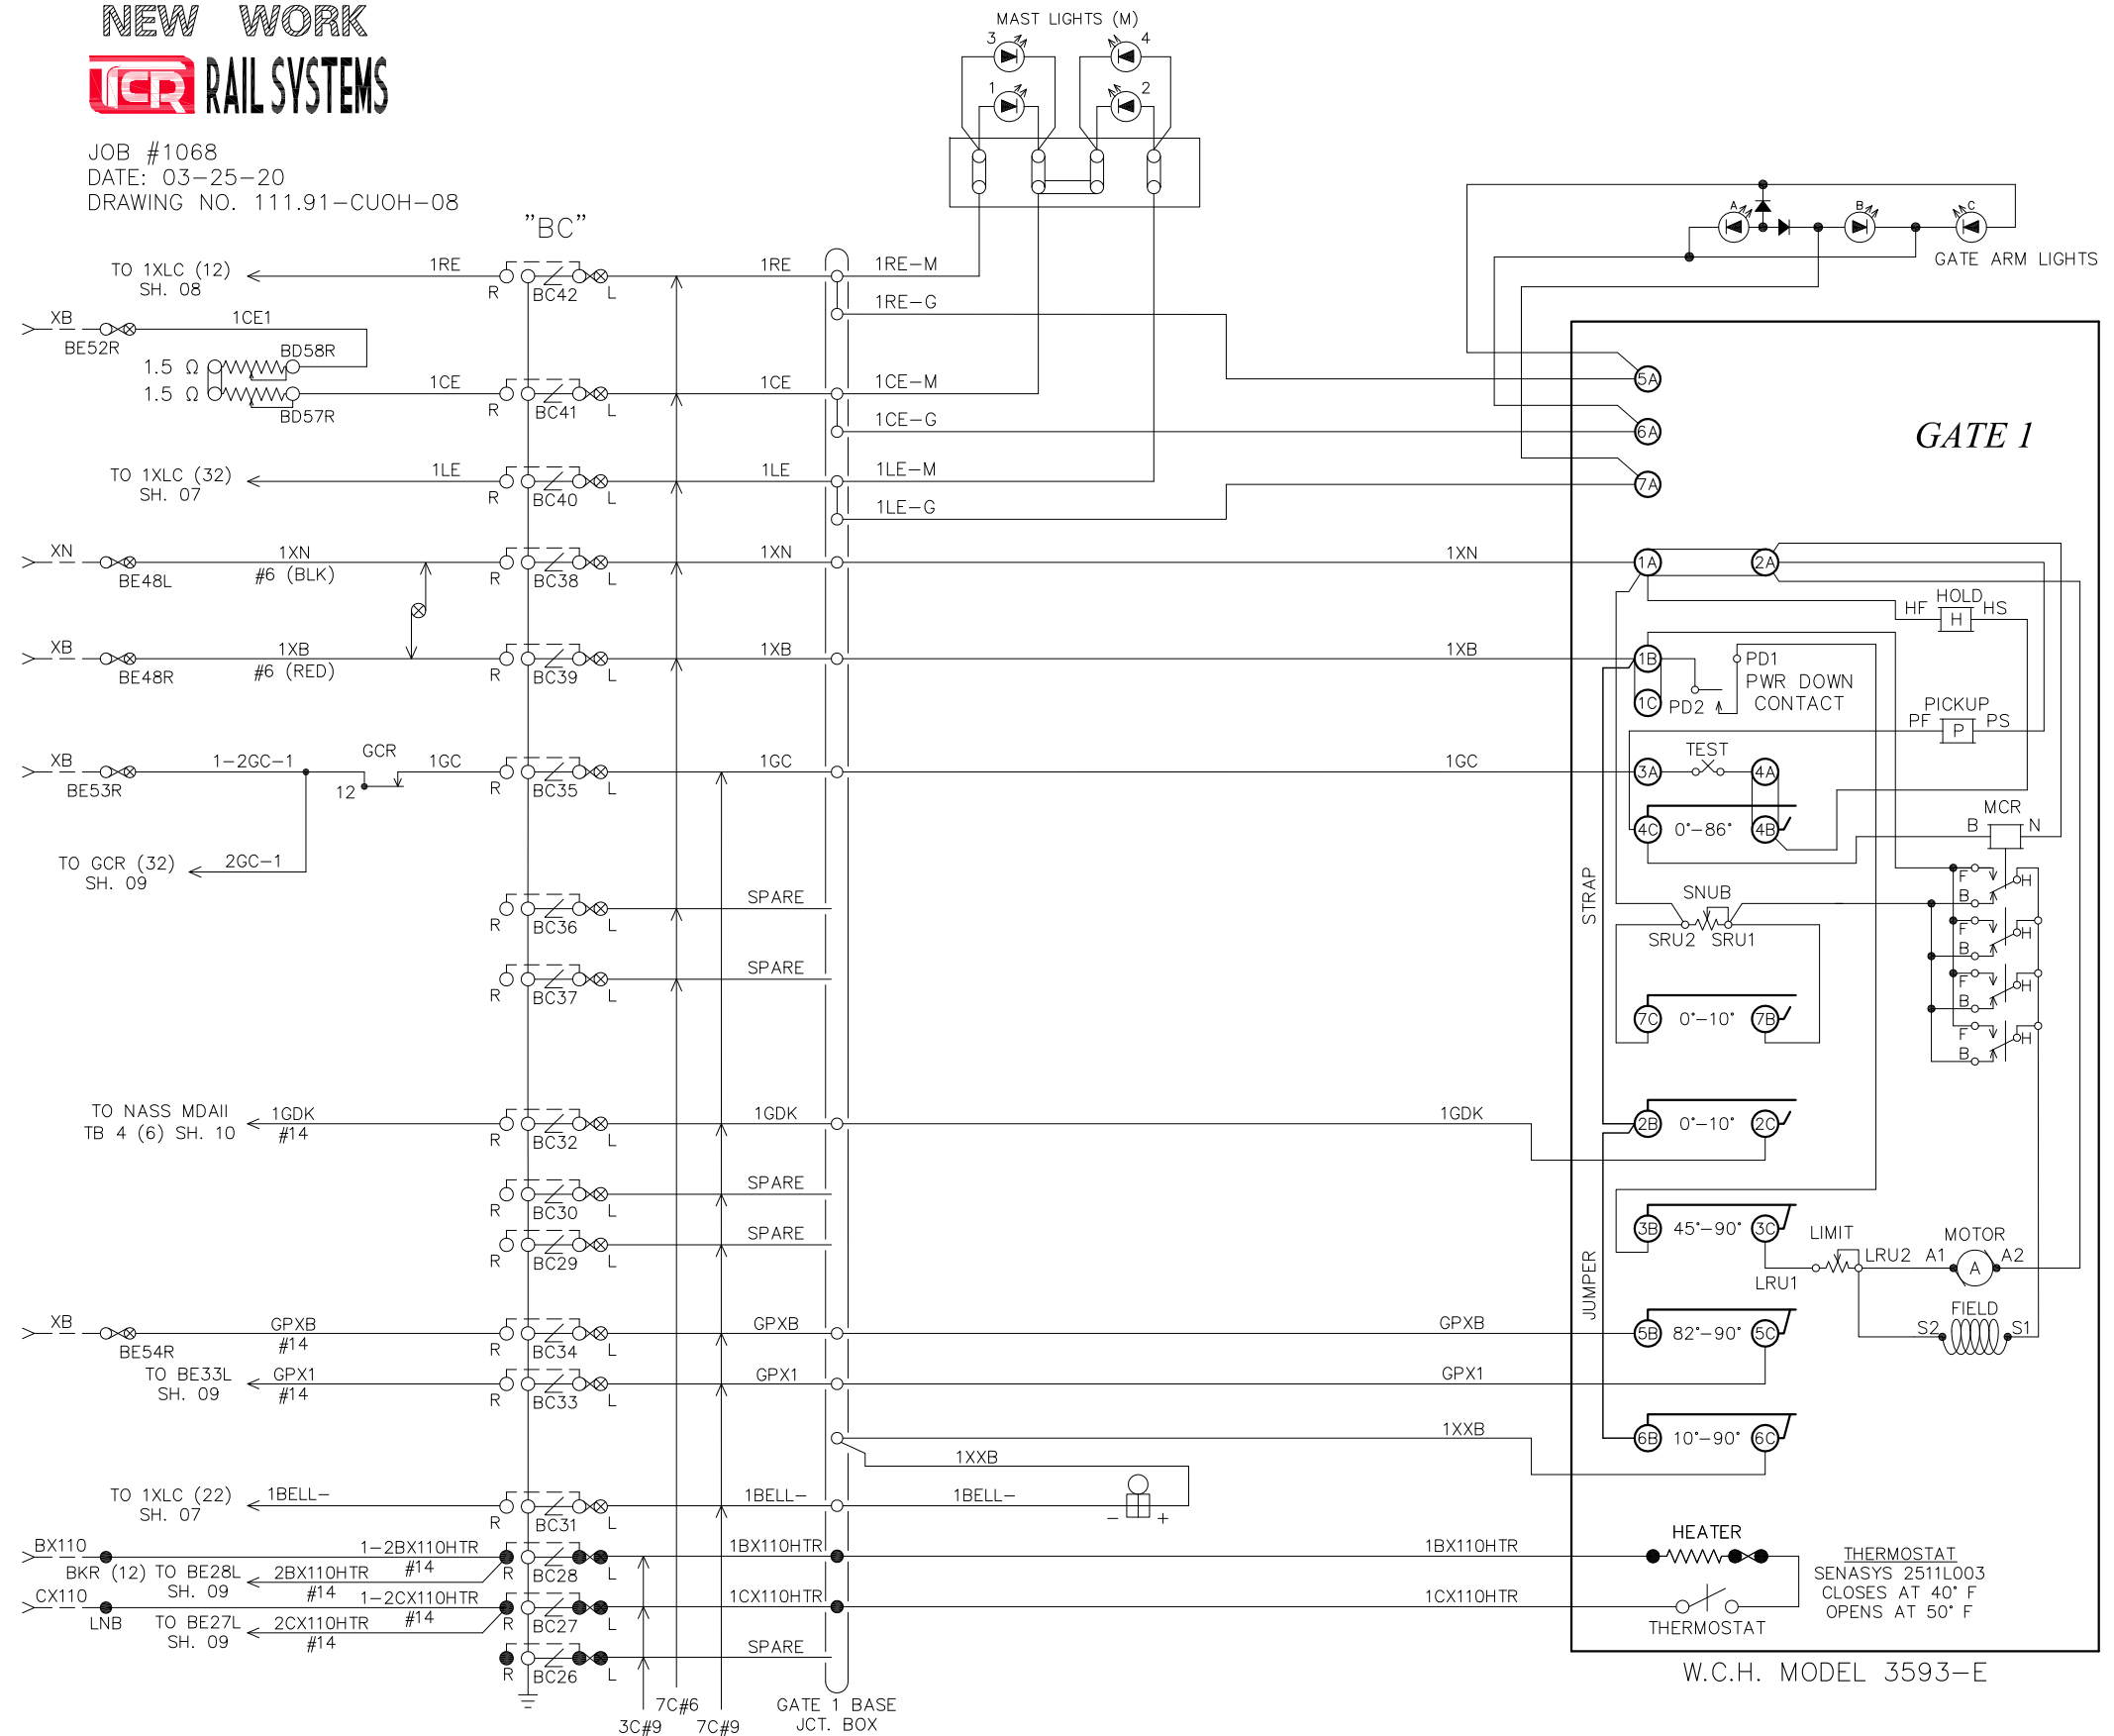 NEW WORK
TCR RAIL SYSTEMS
JOB #1068
DATE: 03-25-20
DRAWING NO. 111.91-CUOH-08
"BC"
MAST LIGHTS (M)
3
4
1
2
A
B
C
GATE ARM LIGHTS
TO 1XLC (12)
SH. 08
1RE
R
BC42
L
1RE
1RE-M
1RE-G
XB
BE52R
1CE1
1.5 Ω
BD58R
1.5 Ω
BD57R
1CE
R
BC41
L
1CE
1CE-M
1CE-G
5A
6A
7A
GATE 1
TO 1XLC (32)
SH. 07
1LE
R
BC40
L
1LE
1LE-M
1LE-G
XN
BE48L
1XN
#6 (BLK)
R
BC38
L
1XN
1XN
1A
2A
HF
HOLD
H
HS
XB
BE48R
1XB
#6 (RED)
R
BC39
L
1XB
1XB
1B
1C
PD1
PWR DOWN
CONTACT
PD2
PICKUP
PF
P
PS
XB
BE53R
1-2GC-1
GCR
12
1GC
R
BC35
L
1GC
1GC
3A
TEST
4A
4C
0°-86°
4B
MCR
B
N
TO GCR (32)
SH. 09
2GC-1
R
BC36
L
SPARE
R
BC37
L
SPARE
STRAP
SNUB
SRU2
SRU1
F
H
B
F
H
B
F
H
B
F
H
B
7C
0°-10°
7B
TO NASS MDAII
TB 4 (6) SH. 10
1GDK
#14
R
BC32
L
1GDK
1GDK
2B
0°-10°
2C
R
BC30
L
SPARE
R
BC29
L
SPARE
3B
45°-90°
3C
JUMPER
LIMIT
LRU1
LRU2
MOTOR
A1
A
A2
FIELD
S2
S1
XB
BE54R
GPXB
#14
R
BC34
L
GPXB
GPXB
5B
82°-90°
5C
TO BE33L
SH. 09
GPX1
#14
R
BC33
L
GPX1
GPX1
1XXB
6B
10°-90°
6C
1XXB
TO 1XLC (22)
SH. 07
1BELL-
R
BC31
L
1BELL-
1BELL-
-
+
BX110
BKR (12)
1-2BX110HTR
#14
TO BE28L
SH. 09
2BX110HTR
#14
R
BC28
L
1BX110HTR
1BX110HTR
HEATER
CX110
LNB
1-2CX110HTR
#14
TO BE27L
SH. 09
2CX110HTR
#14
R
BC27
L
1CX110HTR
1CX110HTR
THERMOSTAT
THERMOSTAT
SENASYS 2511L003
CLOSES AT 40° F
OPENS AT 50° F
R
BC26
L
SPARE
3C#9
7C#6
7C#9
GATE 1 BASE
JCT. BOX
W.C.H. MODEL 3593-E